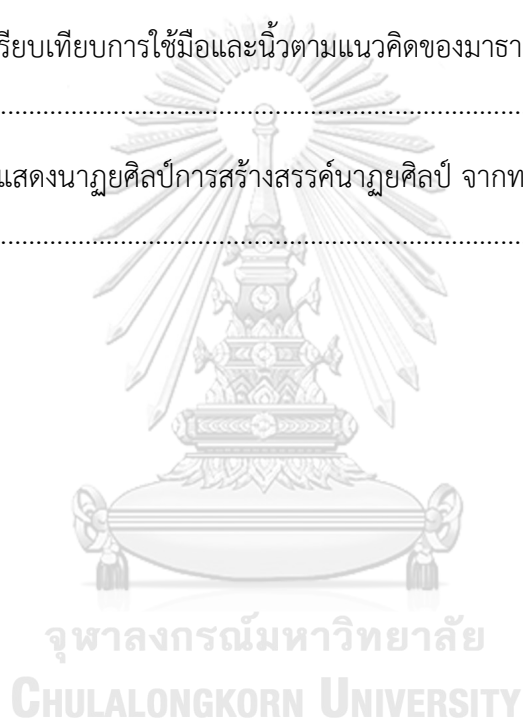 รียบเทียบการใช้มือและนิ้วตามแนวคิดของมาธา
........................................................................................
แสดงนาฏยศิลป์การสร้างสรรค์นาฏยศิลป์ จากท
........................................................................................
จุฬาลงกรณ์มหาวิทยาลัย
CHULALONGKORN UNIVERSITY